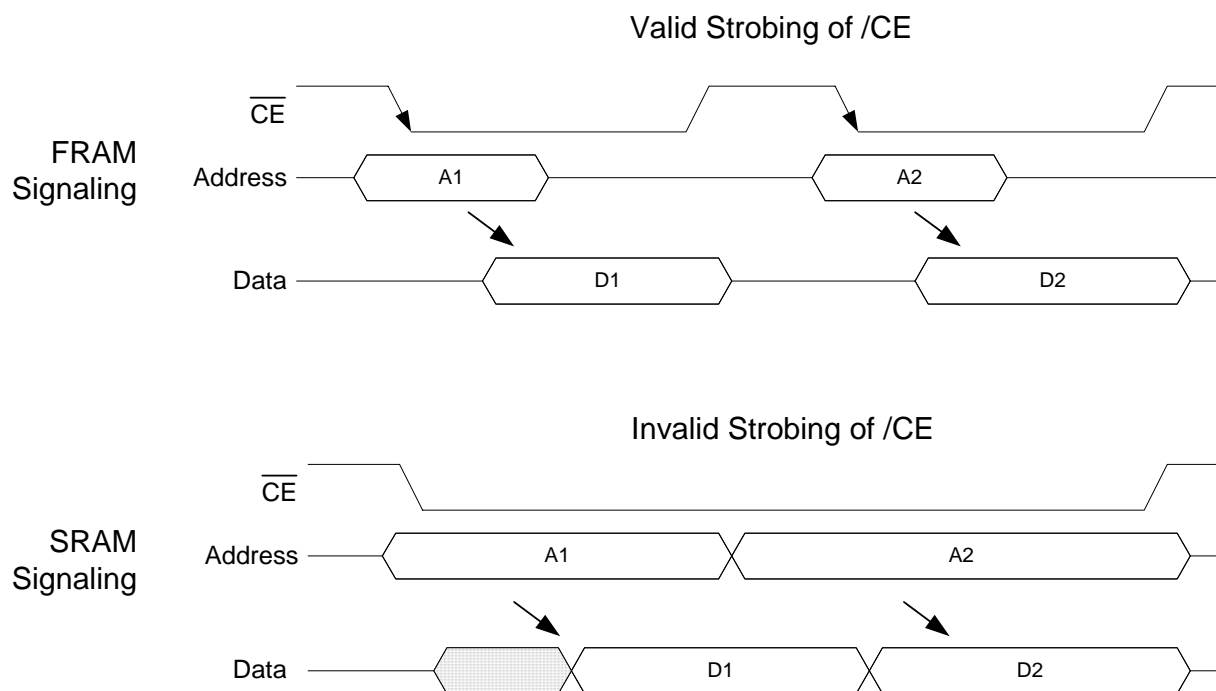 Valid Strobing of /CE
CE
FRAM
Signaling
Address
A1
A2
Data
D1
D2
Invalid Strobing of /CE
CE
SRAM
Signaling
Address
A1
A2
Data
D1
D2